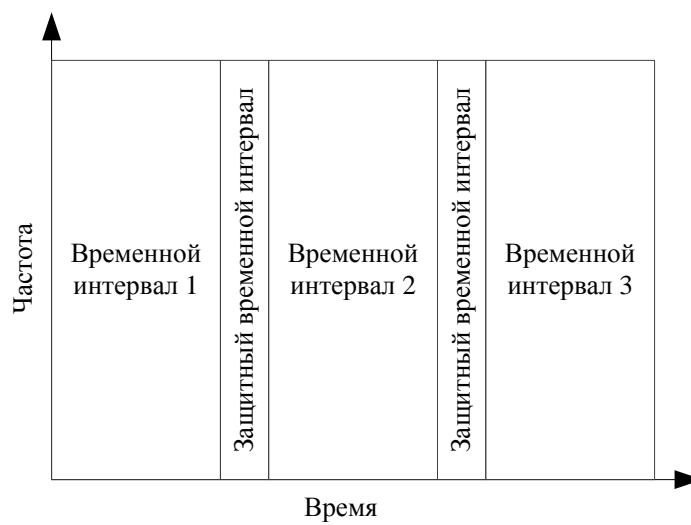 Частота
Временной
интервал 1
Защитный временной интервал
Временной
интервал 2
Защитный временной интервал
Временной
интервал 3
Время